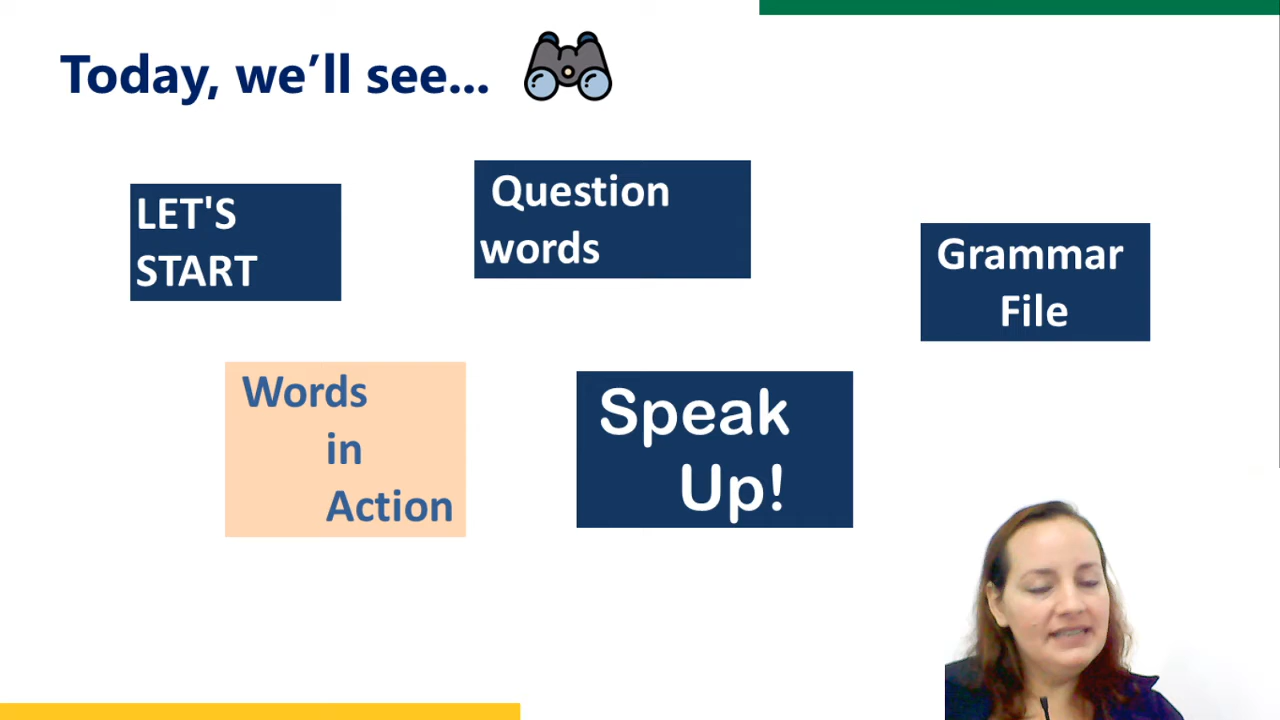 Today, we’ll see...
LET'S
START
Question
words
Grammar
File
Words
in
Action
Speak
Up!